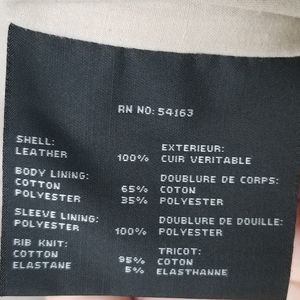 RN NO: 54163
SHELL: EXTERIEUR:
LEATHER 100% CUIR VERITABLE
BODY LINING: DOUBLURE DE CORPS:
COTTON 65% COTON
POLYESTER 35% POLYESTER
SLEEVE LINING: DOUBLURE DE DOUILLE:
POLYESTER 100% POLYESTER
RIB KNIT: TRICOT:
COTTON 95% COTON
ELASTANE 5% ELASTHANNE